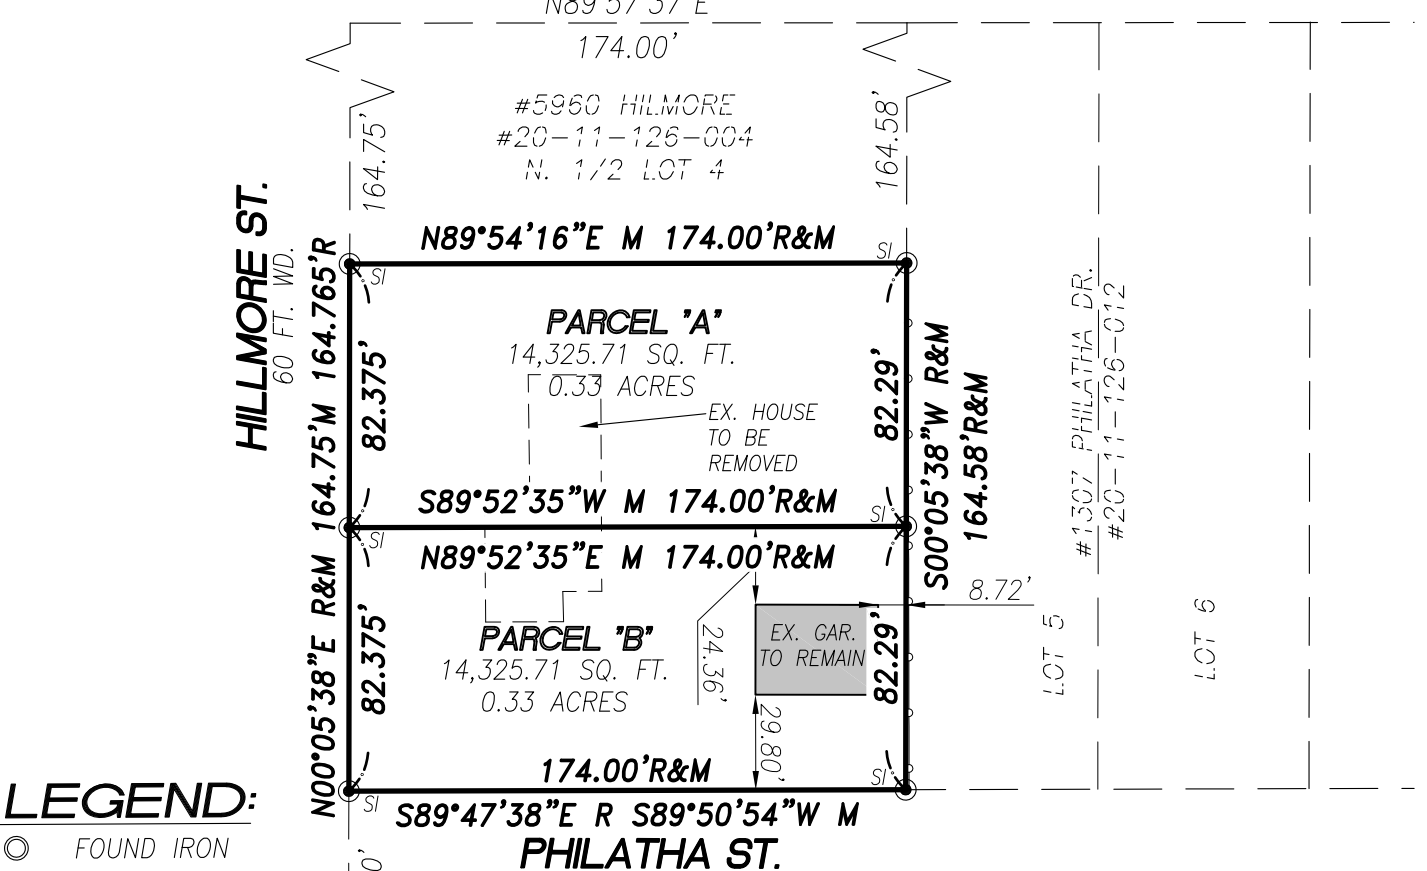 N89°57'37"E
174.00'
#5960 HILMORE
#20-11-126-004
N. 1/2 LOT 4
164.75'
164.58'
HILLMORE ST.
60 FT. WD.
N00°05'38"E R&M 164.75'M 164.765'R
N89°54'16"E M 174.00'R&M
SI
SI
PARCEL "A"
14,325.71 SQ. FT.
0.33 ACRES
EX. HOUSE
TO BE
REMOVED
82.375'
82.29'
S00°05'38"W R&M
164.58'R&M
#1307 PHILATHA DR.
#20-11-126-012
S89°52'35"W M 174.00'R&M
SI
SI
N89°52'35"E M 174.00'R&M
8.72'
EX. GAR.
TO REMAIN
24.36'
29.80'
PARCEL "B"
14,325.71 SQ. FT.
0.33 ACRES
82.375'
82.29'
LOT 5
LOT 6
174.00'R&M
SI
SI
S89°47'38"E R S89°50'54"W M
PHILATHA ST.
LEGEND:
FOUND IRON